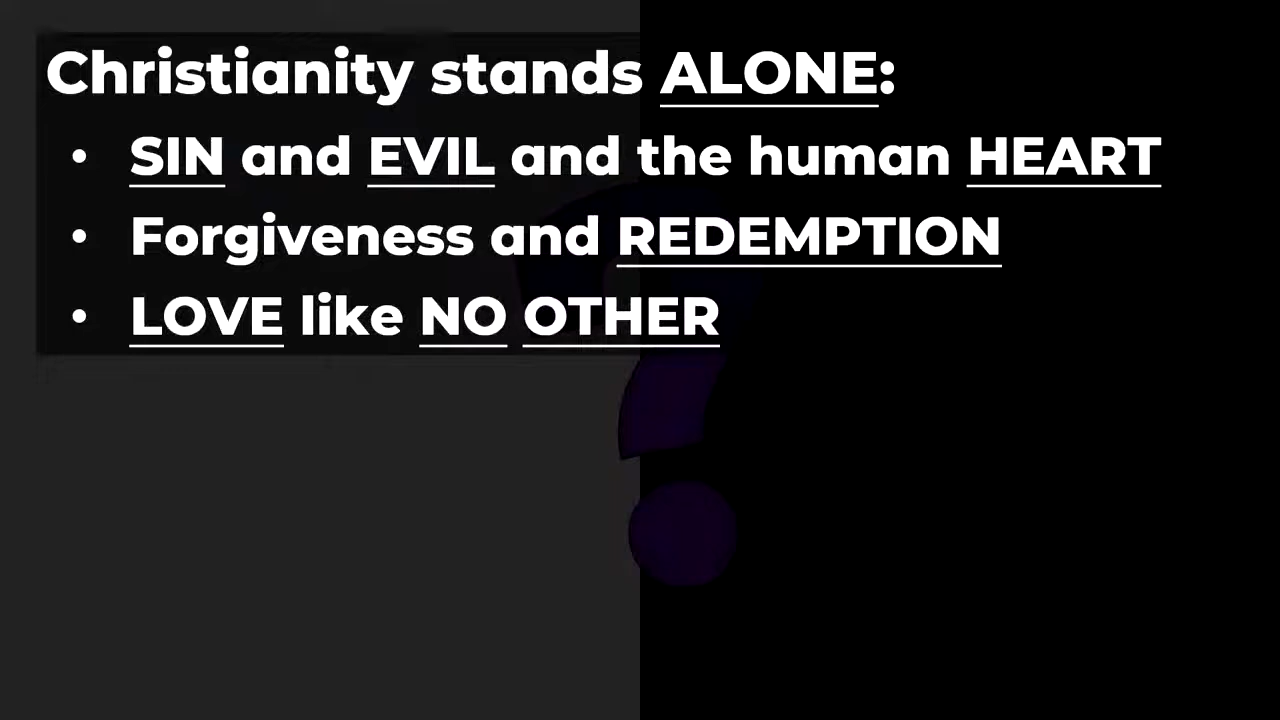 Christianity stands ALONE:
• SIN and EVIL and the human HEART
• Forgiveness and REDEMPTION
• LOVE like NO OTHER